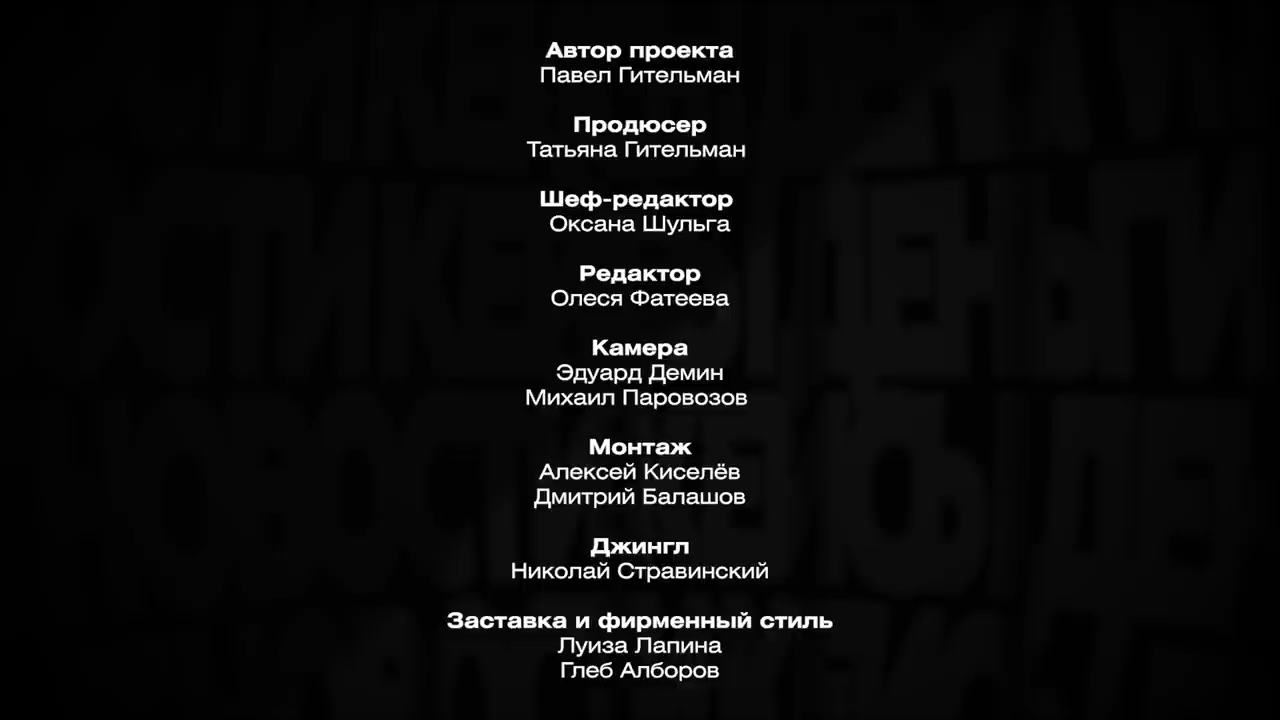 Автор проекта
Павел Гительман
Продюсер
Татьяна Гительман
Шеф-редактор
Оксана Шульга
Редактор
Олеся Фатеева
Камера
Эдуард Демин
Михаил Паровозов
Монтаж
Алексей Киселёв
Дмитрий Балашов
Джингл
Николай Стравинский
Заставка и фирменный стиль
Луиза Лапина
Глеб Алборов